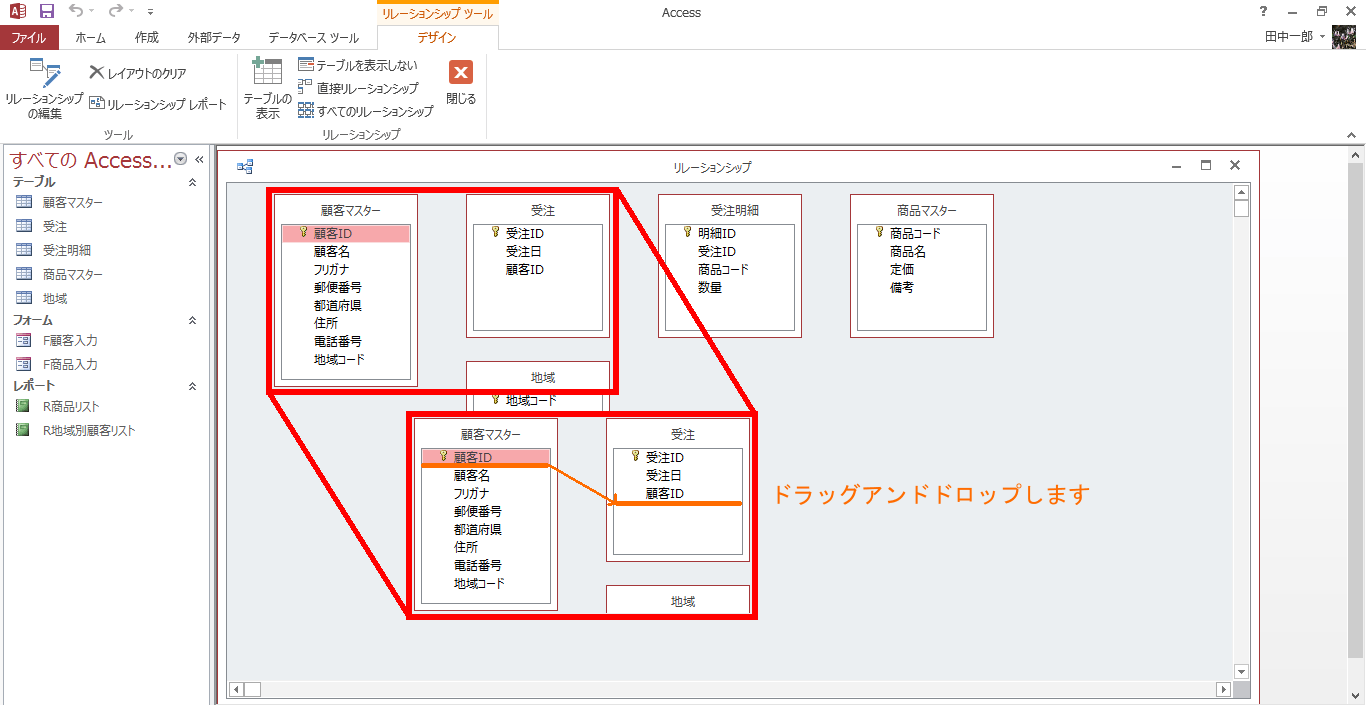 リレーションシップ ツール
Access
?
ファイル
ホーム
作成
外部データ
データベース ツール
デザイン
田中一郎
リレーションシップ
の編集
レイアウトのクリア
リレーションシップ レポート
ツール
テーブルの
表示
テーブルを表示しない
直接リレーションシップ
すべてのリレーションシップ
閉じる
リレーションシップ
すべての Access...
テーブル
顧客マスター
受注
受注明細
商品マスター
地域
フォーム
F顧客入力
F商品入力
レポート
R商品リスト
R地域別顧客リスト
リレーションシップ
顧客マスター
顧客ID
顧客名
フリガナ
郵便番号
都道府県
住所
電話番号
地域コード
受注
受注ID
受注日
顧客ID
受注明細
明細ID
受注ID
商品コード
数量
商品マスター
商品コード
商品名
定価
備考
地域
地域コード
顧客マスター
顧客ID
顧客名
フリガナ
郵便番号
都道府県
住所
電話番号
地域コード
受注
受注ID
受注日
顧客ID
地域
ドラッグアンドドロップします